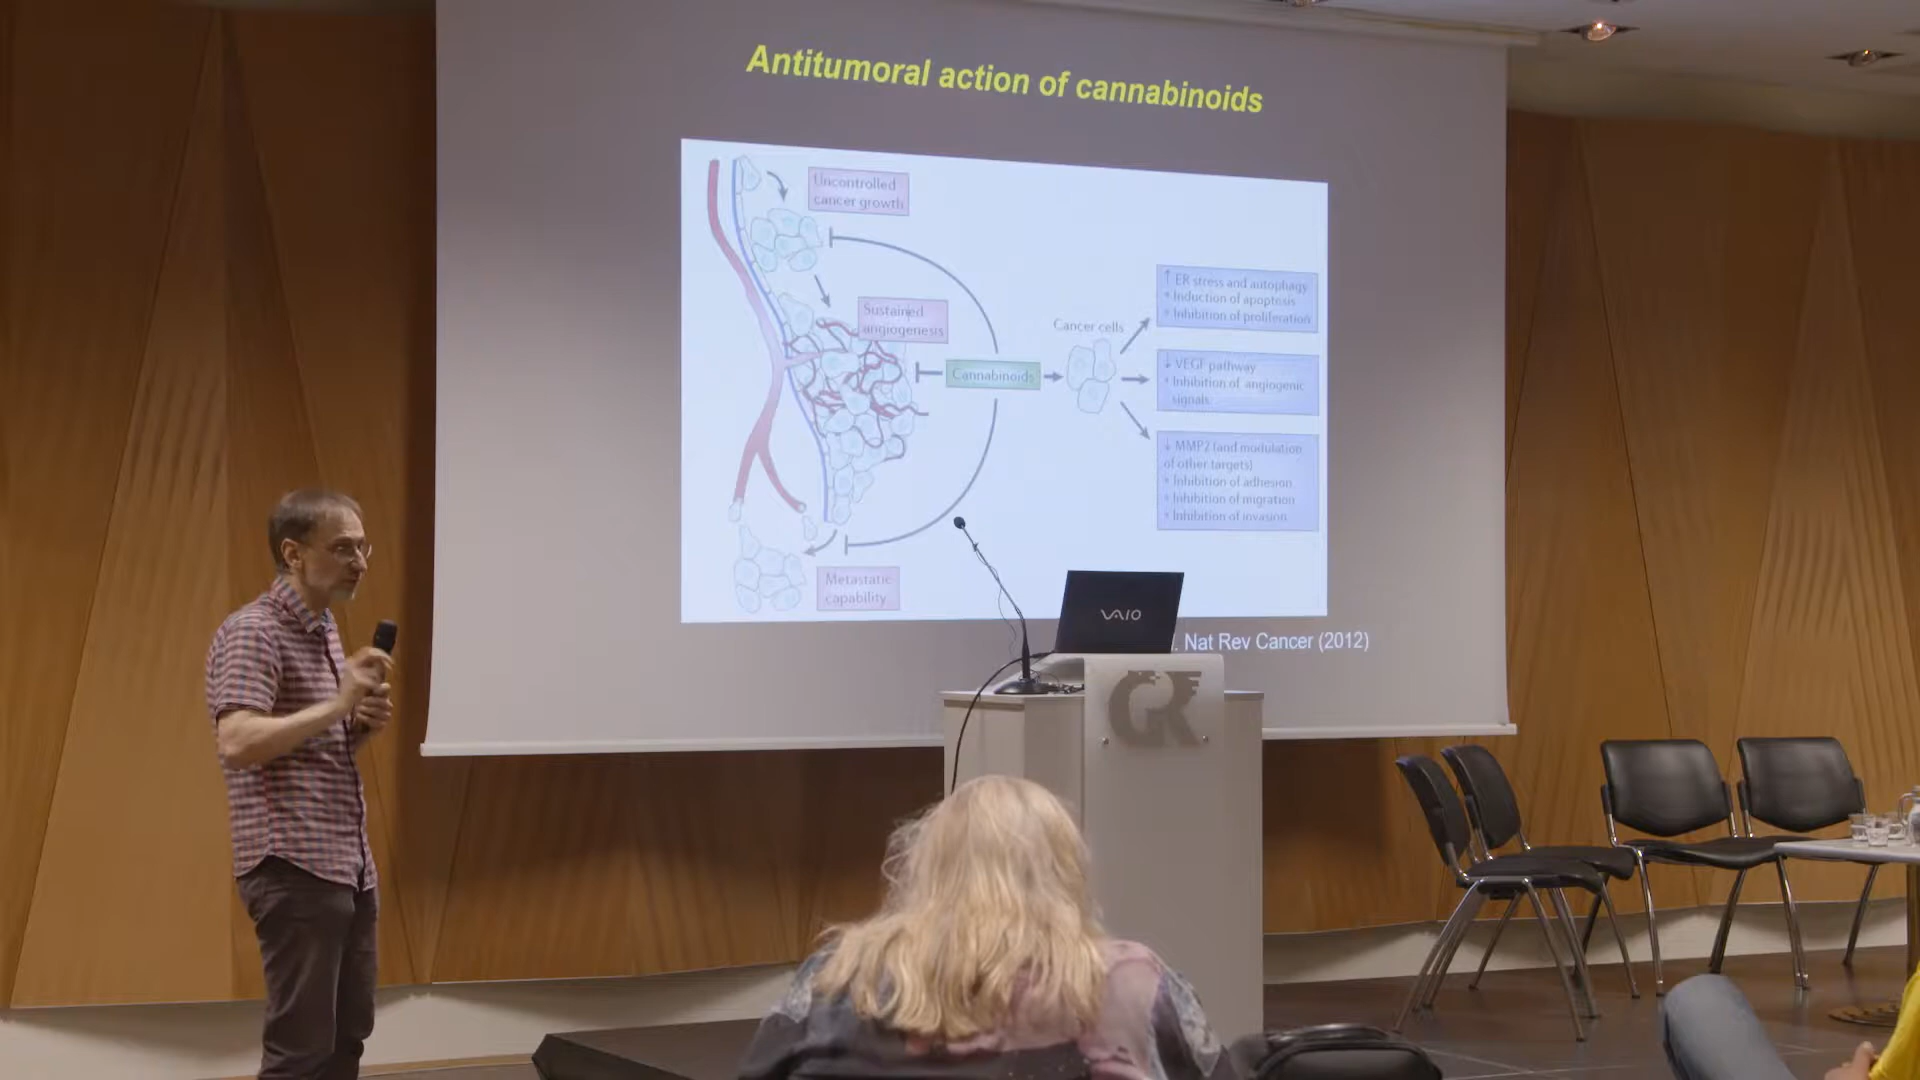 Antitumoral action of cannabinoids
Uncontrolled
cancer growth
Sustained
angiogenesis
Cannabinoids
Cancer cells
↑ ER stress and autophagy
• Induction of apoptosis
• Inhibition of proliferation
↓ VEGF pathway
• Inhibition of angiogenic
signals
↓ MMP2 (and modulation
of other targets)
• Inhibition of adhesion
• Inhibition of migration
• Inhibition of invasion
Metastatic
capability
. Nat Rev Cancer (2012)
VAIO
GR